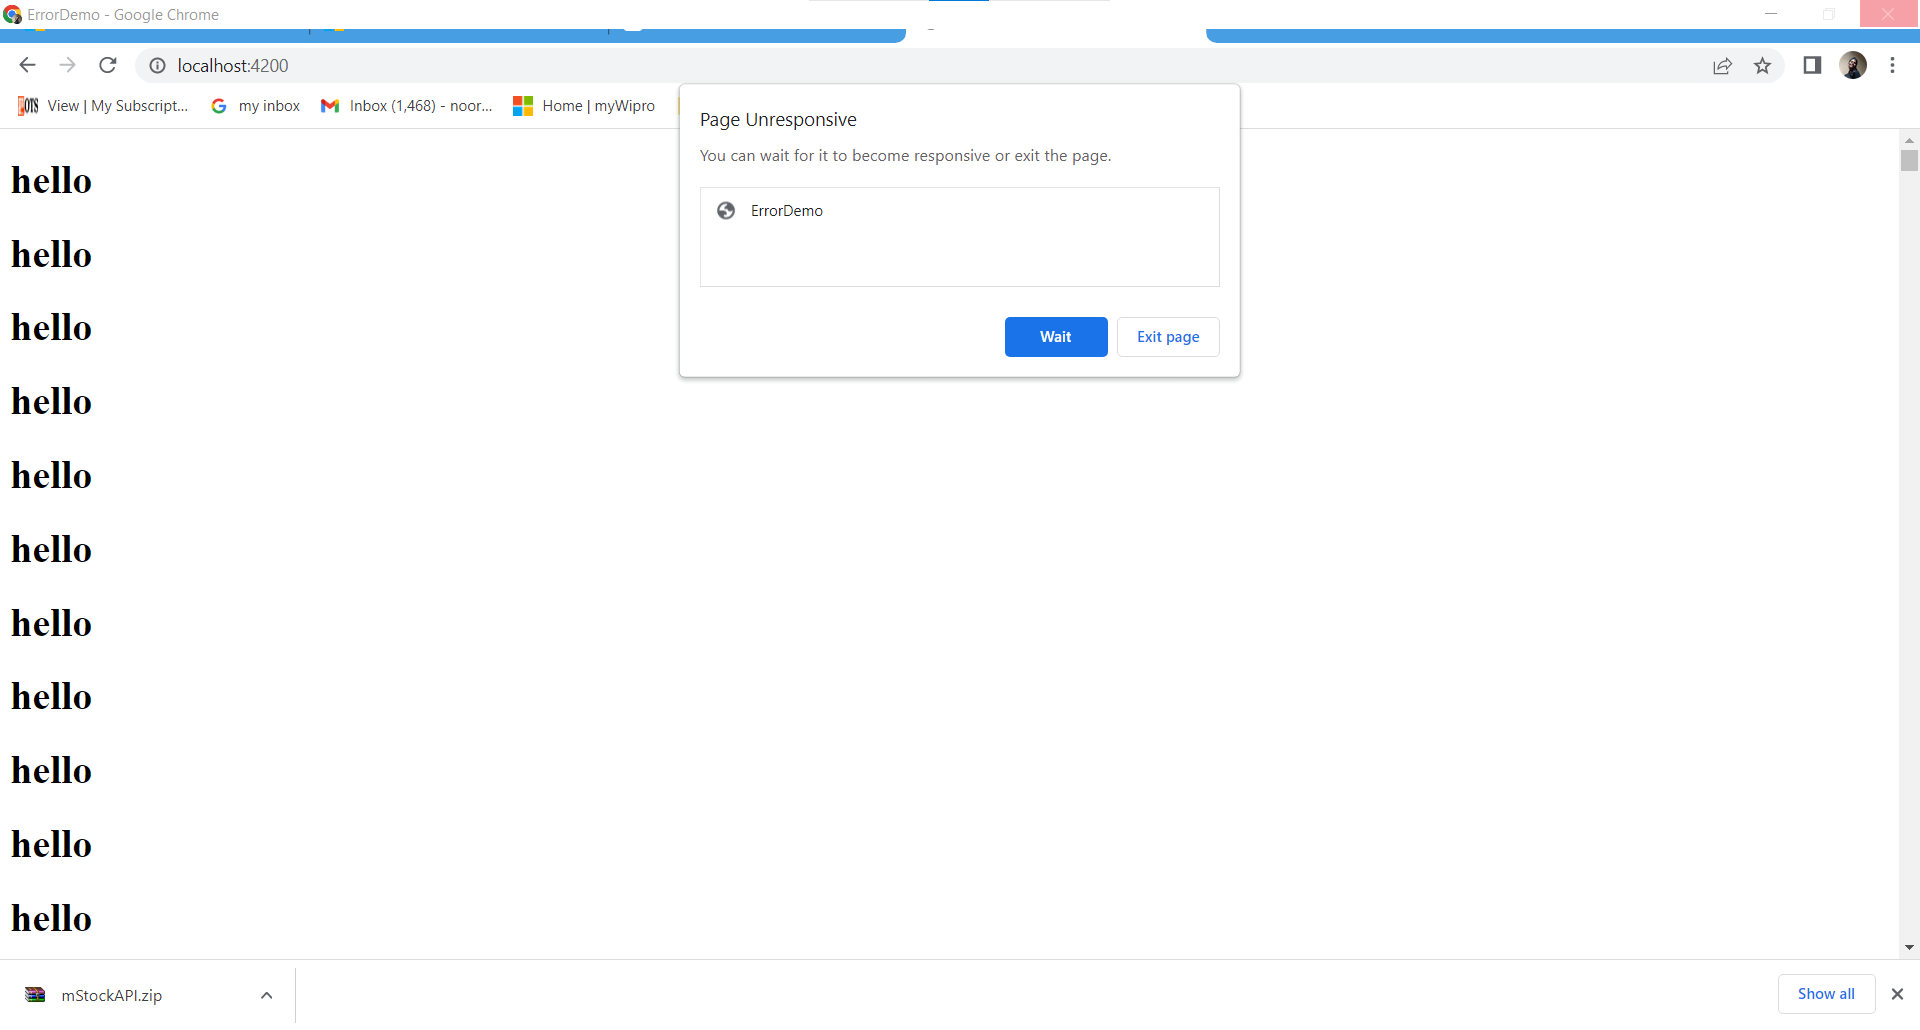 ErrorDemo - Google Chrome
localhost:4200
View | My Subscript...
my inbox
Inbox (1,468) - noor...
Home | myWipro
Page Unresponsive
You can wait for it to become responsive or exit the page.
ErrorDemo
Wait
Exit page
hello
hello
hello
hello
hello
hello
hello
hello
hello
hello
hello
mStockAPI.zip
Show all